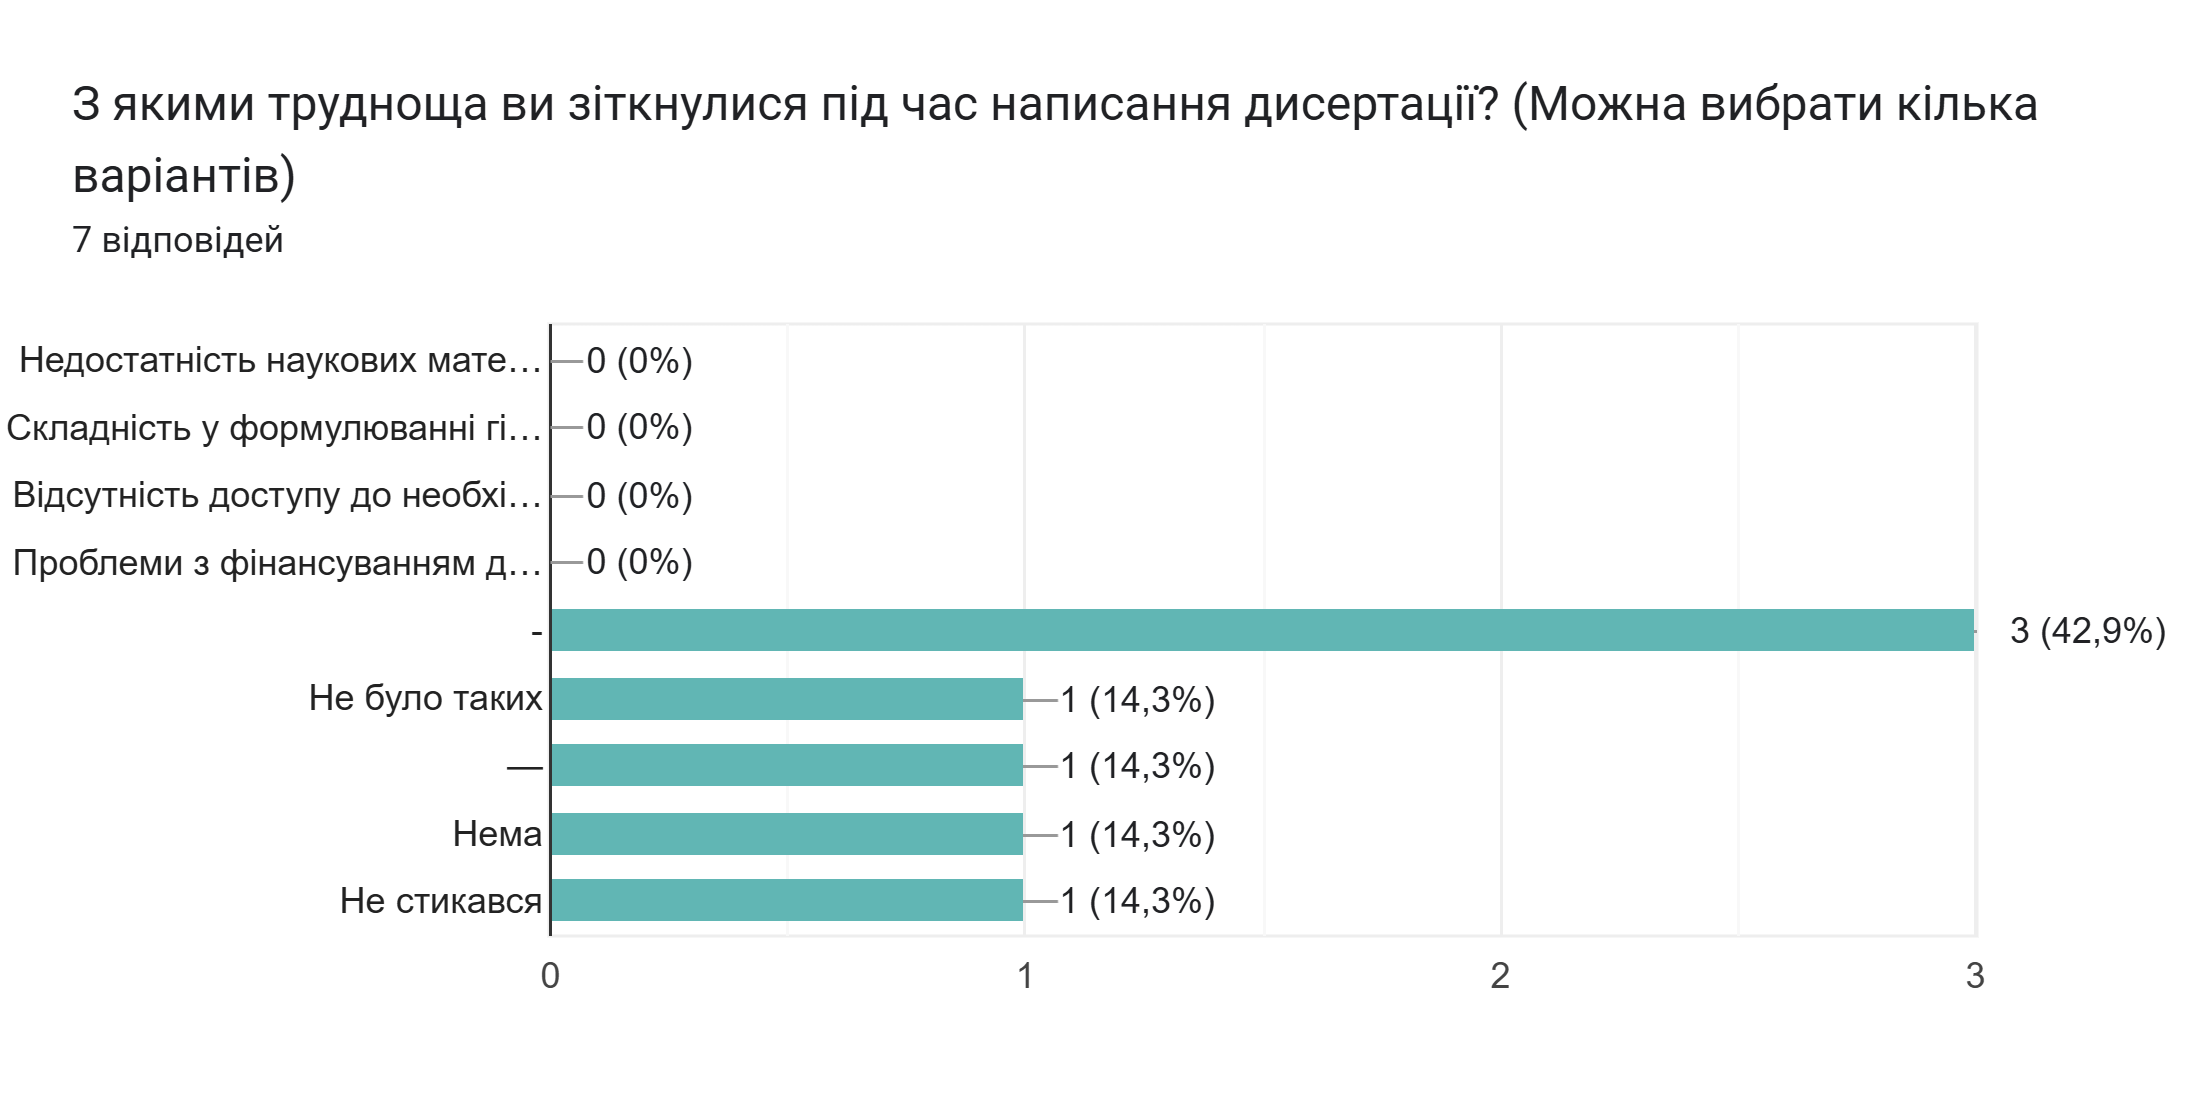 З якими трудноща ви зіткнулися під час написання дисертації? (Можна вибрати кілька
варіантів)
7 відповідей
Недостатність наукових мате… 0 (0%)
Складність у формулюванні гі… 0 (0%)
Відсутність доступу до необхі… 0 (0%)
Проблеми з фінансуванням д… 0 (0%)
- 3 (42,9%)
Не було таких 1 (14,3%)
— 1 (14,3%)
Нема 1 (14,3%)
Не стикався 1 (14,3%)
0 1 2 3